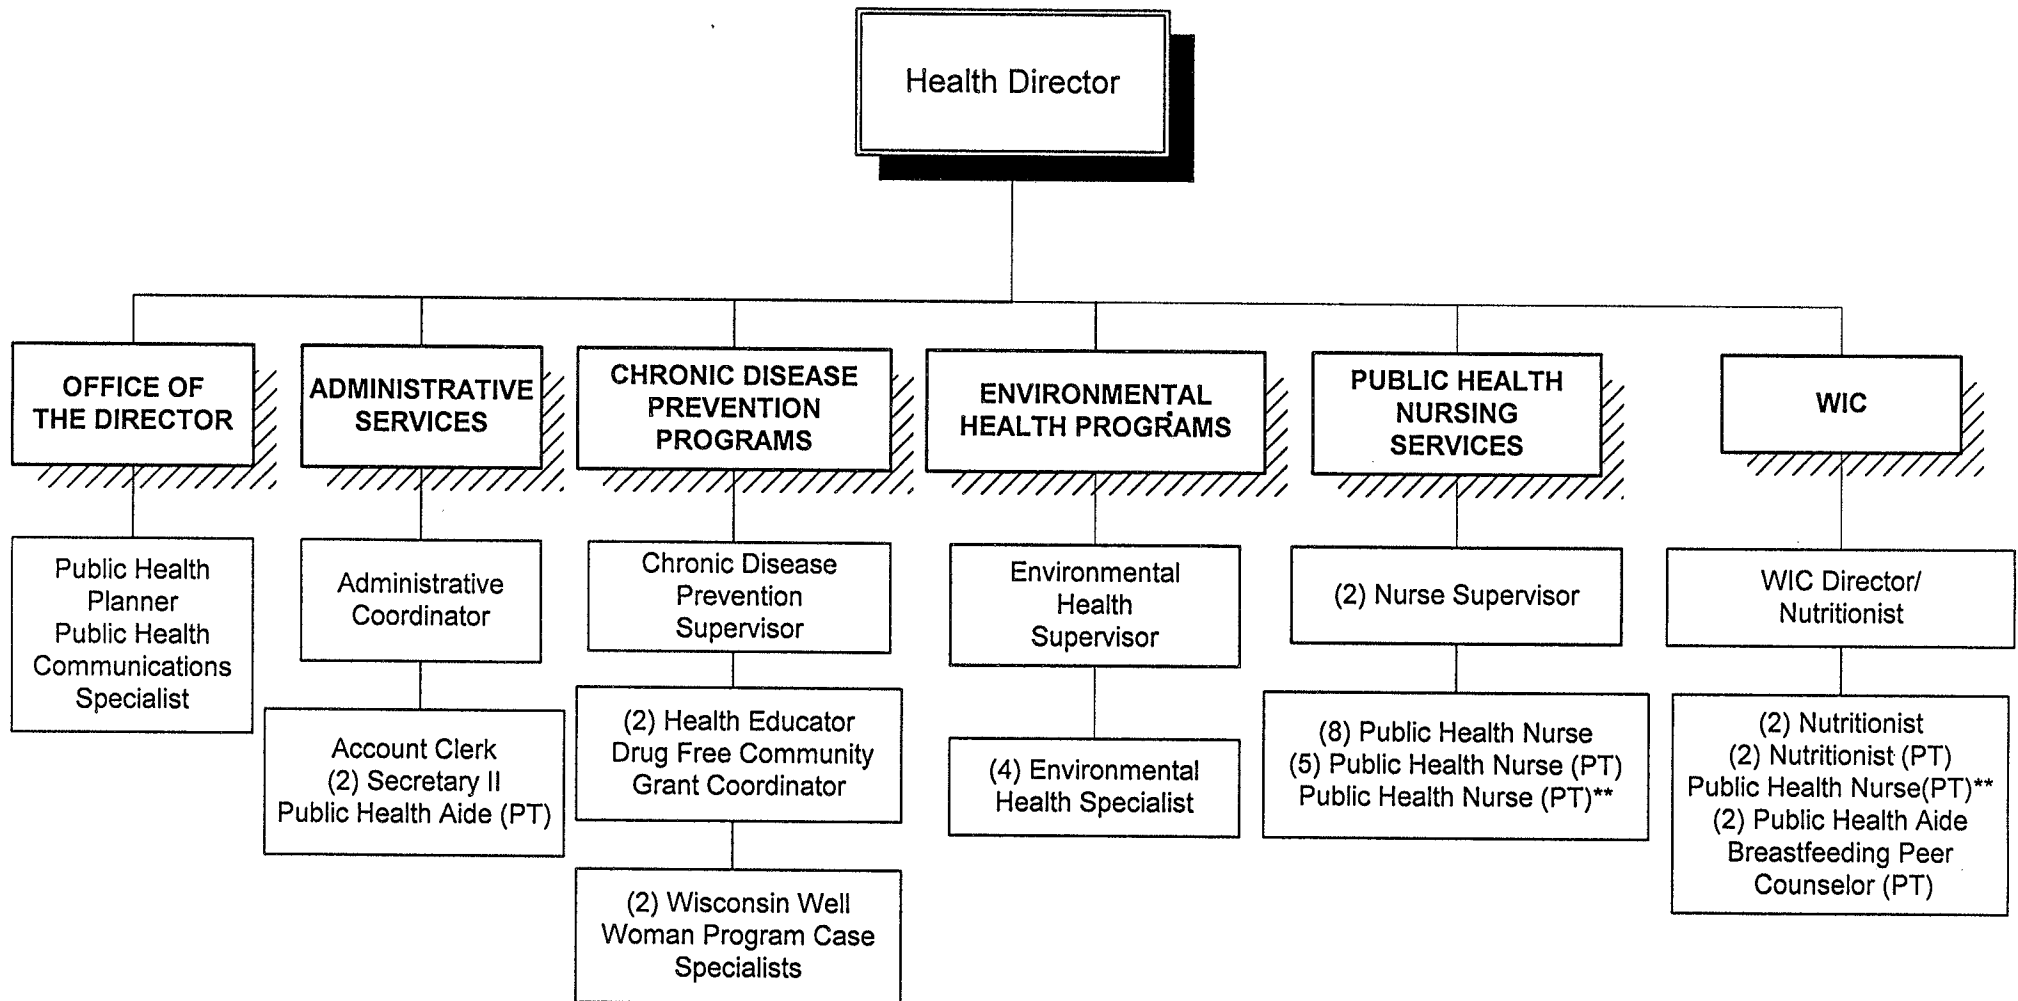 Health Director
OFFICE OF
THE DIRECTOR
Public Health
Planner
Public Health
Communications
Specialist
ADMINISTRATIVE
SERVICES
Administrative
Coordinator
Account Clerk
(2) Secretary II
Public Health Aide (PT)
CHRONIC DISEASE
PREVENTION
PROGRAMS
Chronic Disease
Prevention
Supervisor
(2) Health Educator
Drug Free Community
Grant Coordinator
(2) Wisconsin Well
Woman Program Case
Specialists
ENVIRONMENTAL
HEALTH PROGRAMS
Environmental
Health
Supervisor
(4) Environmental
Health Specialist
PUBLIC HEALTH
NURSING
SERVICES
(2) Nurse Supervisor
(8) Public Health Nurse
(5) Public Health Nurse (PT)
Public Health Nurse (PT)**
WIC
WIC Director/
Nutritionist
(2) Nutritionist
(2) Nutritionist (PT)
Public Health Nurse(PT)**
(2) Public Health Aide
Breastfeeding Peer
Counselor (PT)